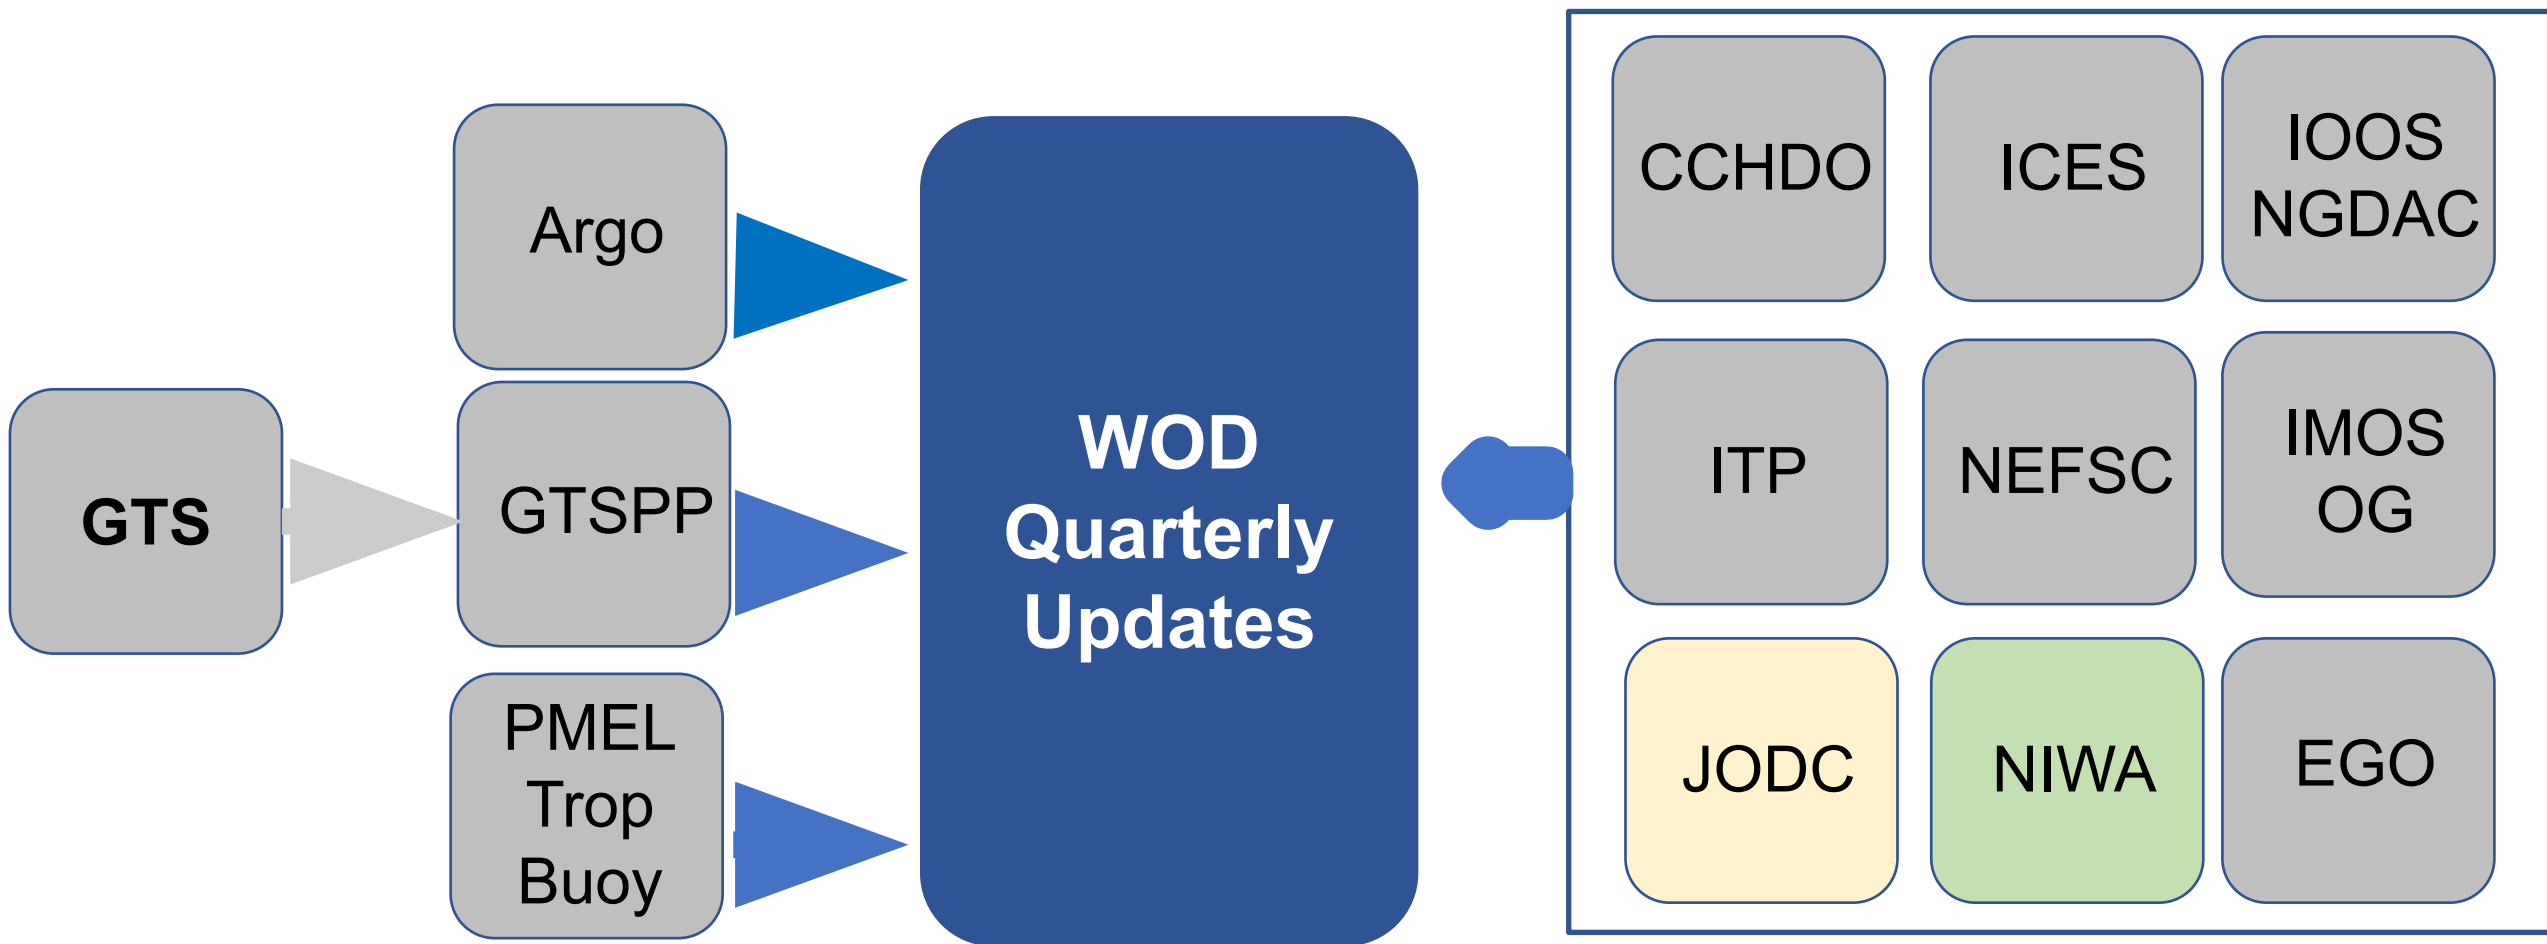 GTS
Argo
GTSPP
PMEL
Trop
Buoy
WOD
Quarterly
Updates
CCHDO
ICES
IOOS
NGDAC
ITP
NEFSC
IMOS
OG
JODC
NIWA
EGO